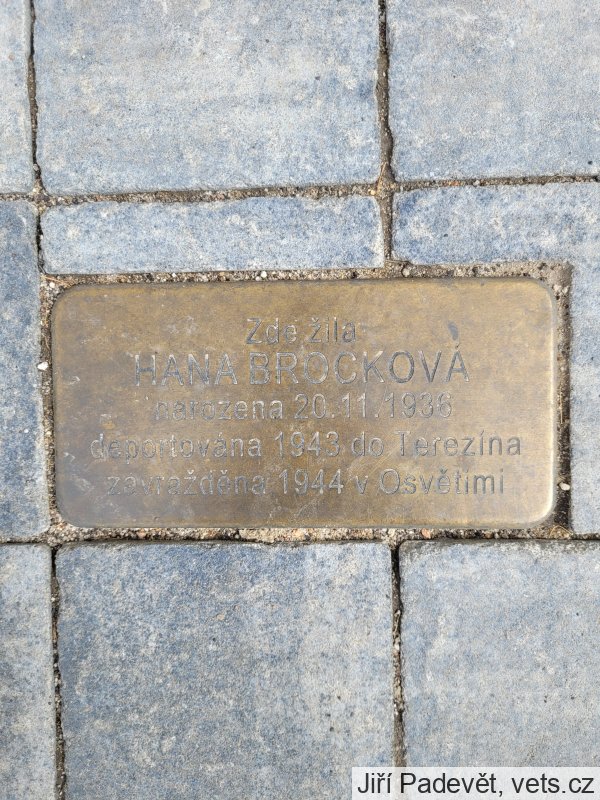 Zde žila
HANA BROCKOVÁ
narozena 20.11.1936
deportována 1943 do Terezína
zavražděna 1944 v Osvětimi
Jiří Padevět, vets.cz